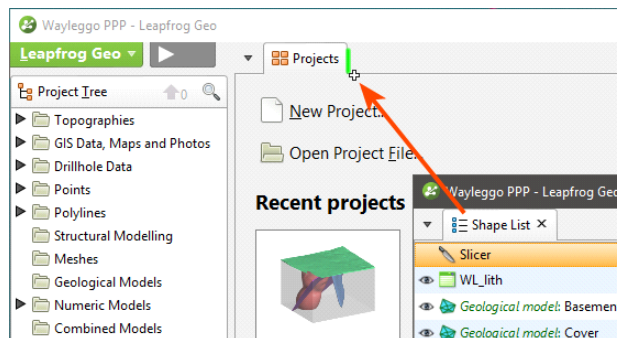 Wayleggo PPP - Leapfrog Geo
Leapfrog Geo
Projects
Project Tree
0
Topographies
GIS Data, Maps and Photos
Drillhole Data
Points
Polylines
Structural Modelling
Meshes
Geological Models
Numeric Models
Combined Models
New Project..
Open Project File.
Recent projects
Wayleggo PPP - Leapfrog Geo
Shape List
Slicer
WL_lith
Geological model: Basemen
Geological model: Cover